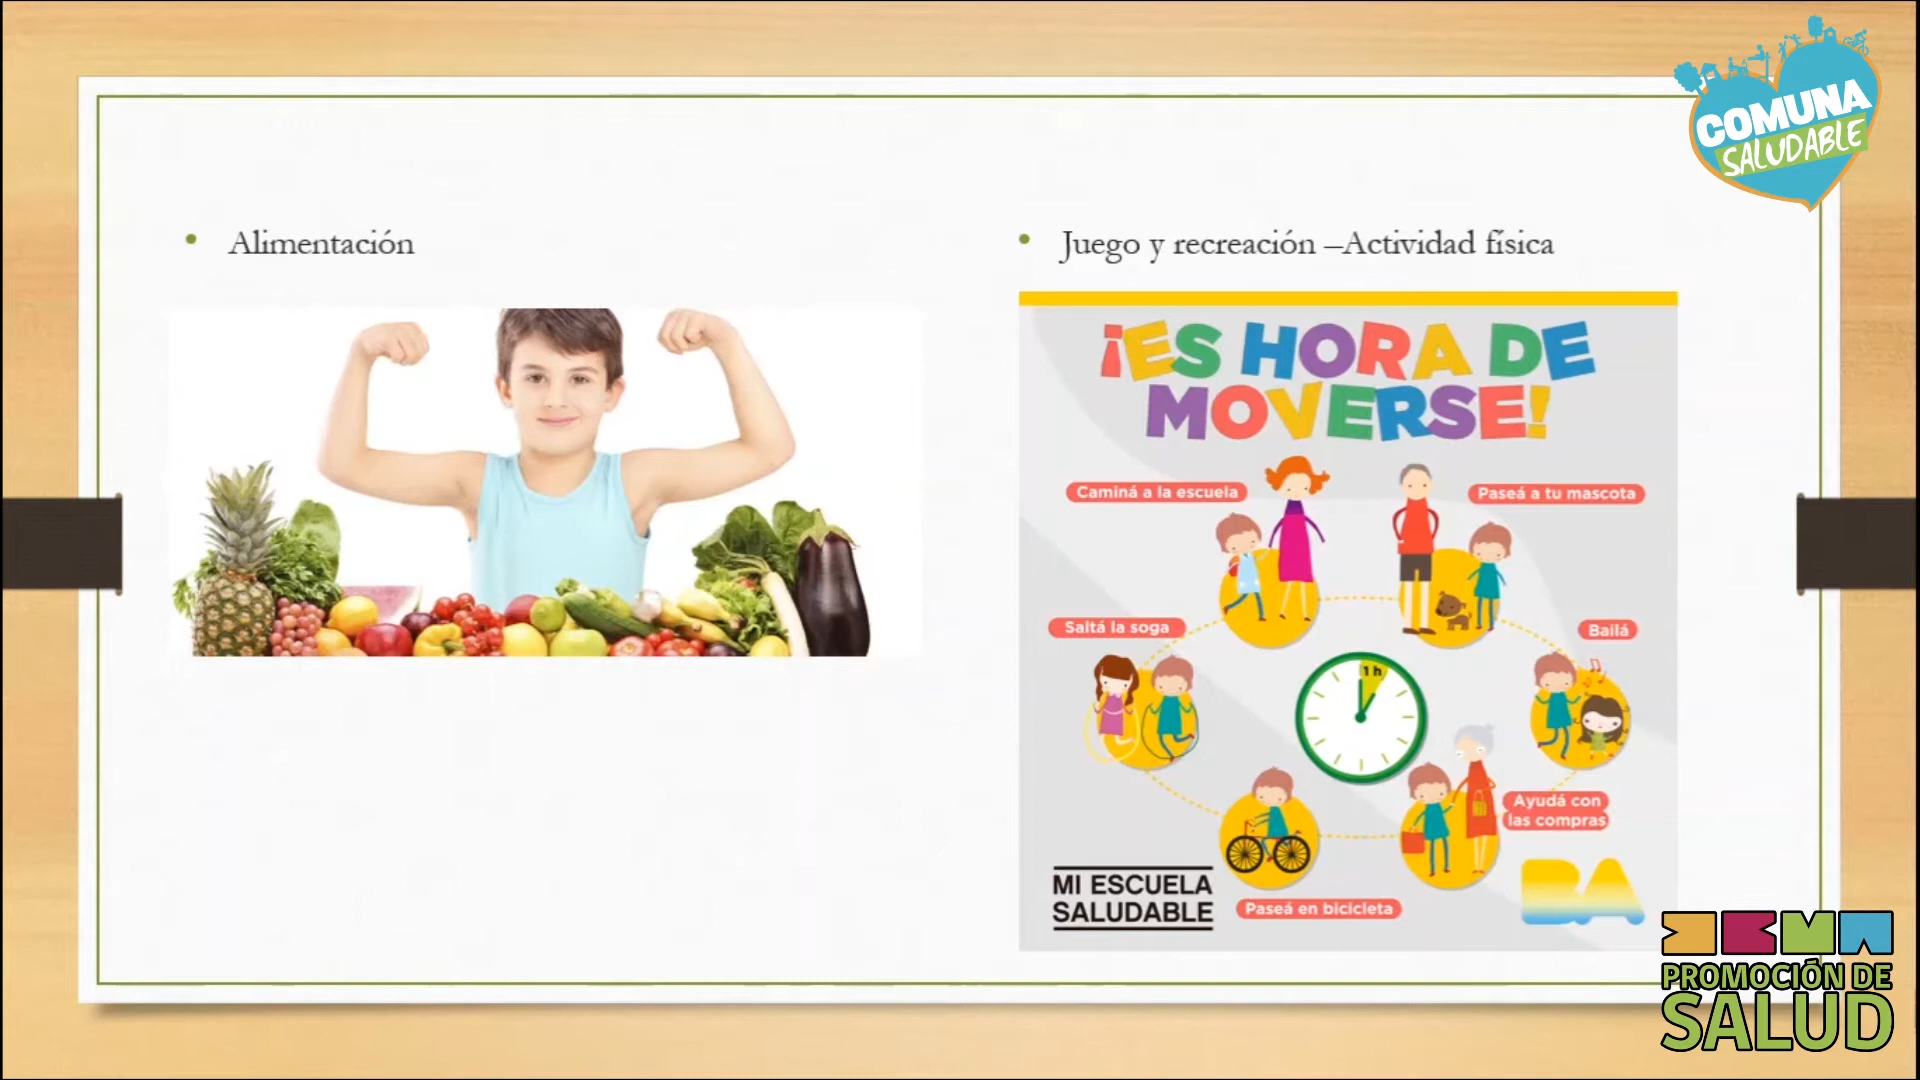 COMUNA
SALUDABLE
• Alimentación
• Juego y recreación –Actividad física
¡ES HORA DE
MOVERSE!
Caminá a la escuela
Paseá a tu mascota
Saltá la soga
Bailá
1 h
Ayudá con
las compras
Paseá en bicicleta
MI ESCUELA
SALUDABLE
BA
PROMOCIÓN DE
SALUD